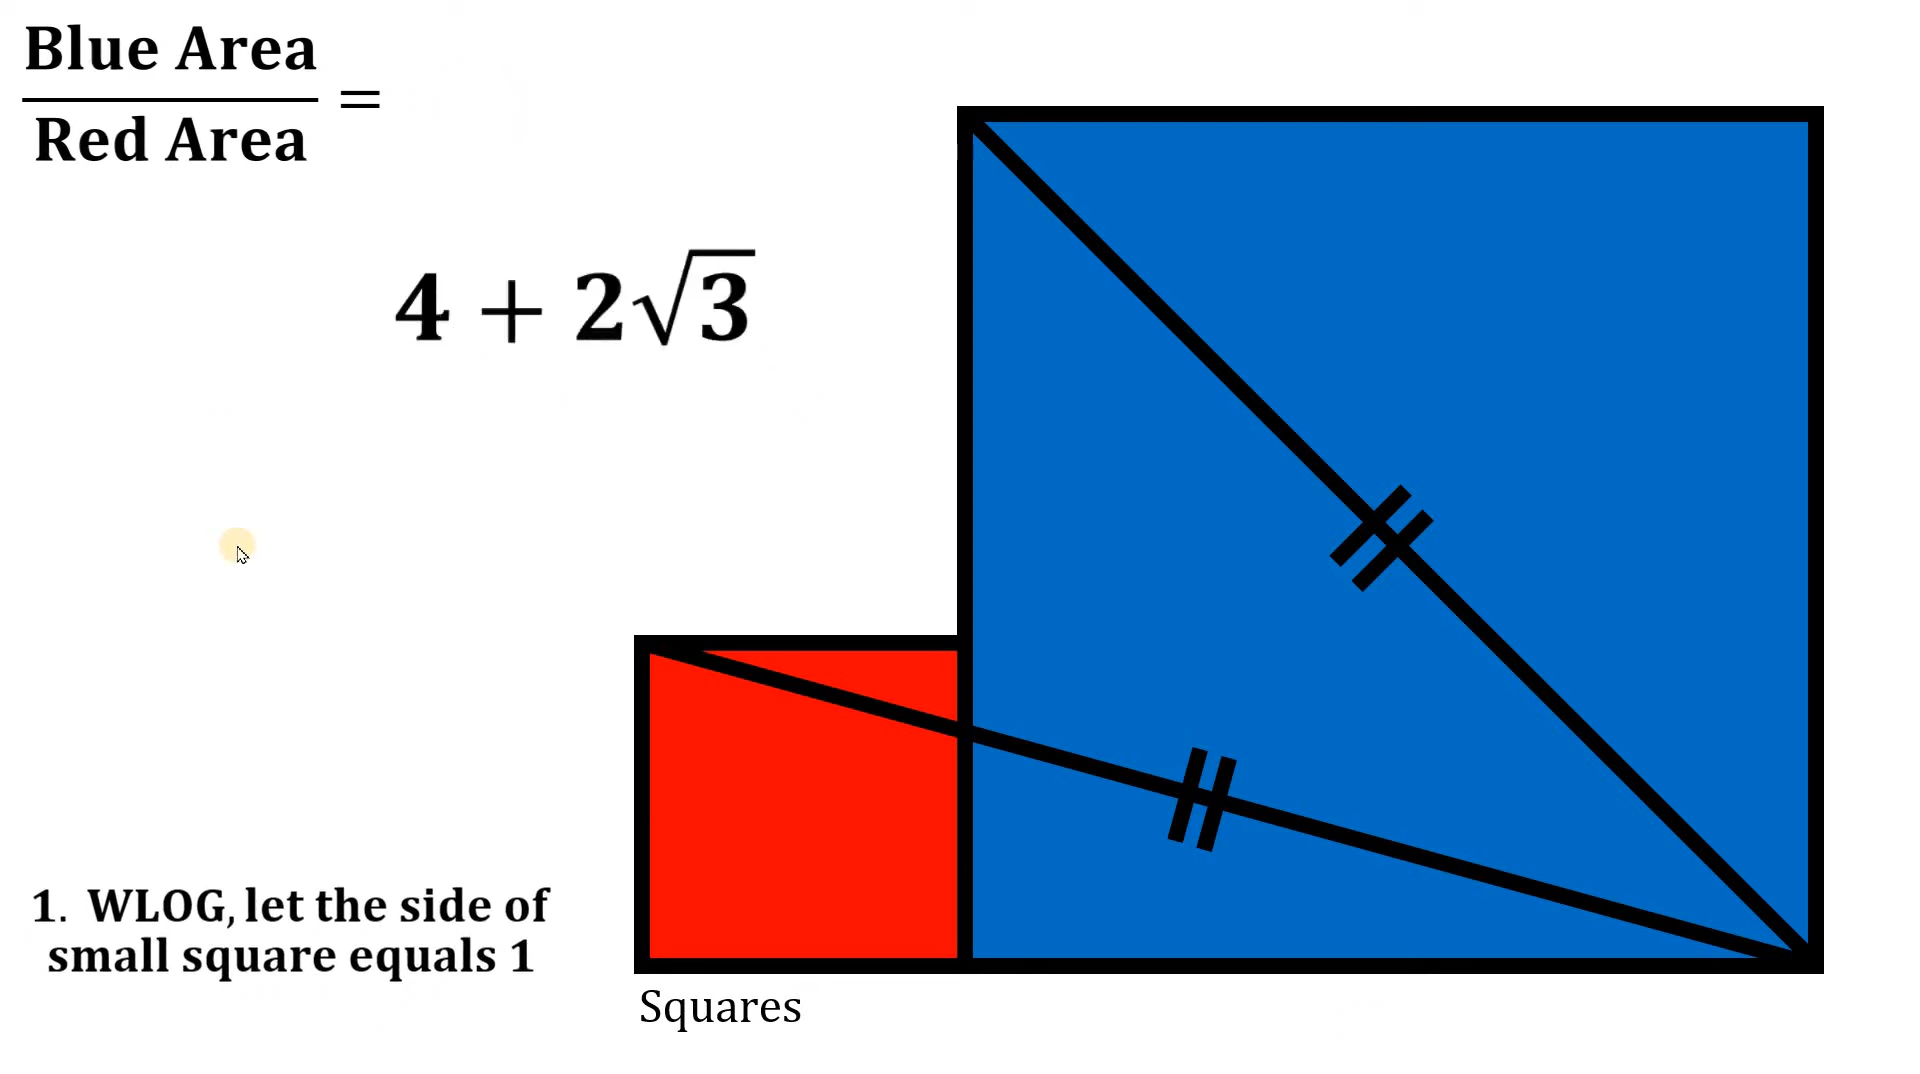 Blue Area
Red Area
=
4 + 2√3
1. WLOG, let the side of
small square equals 1
Squares